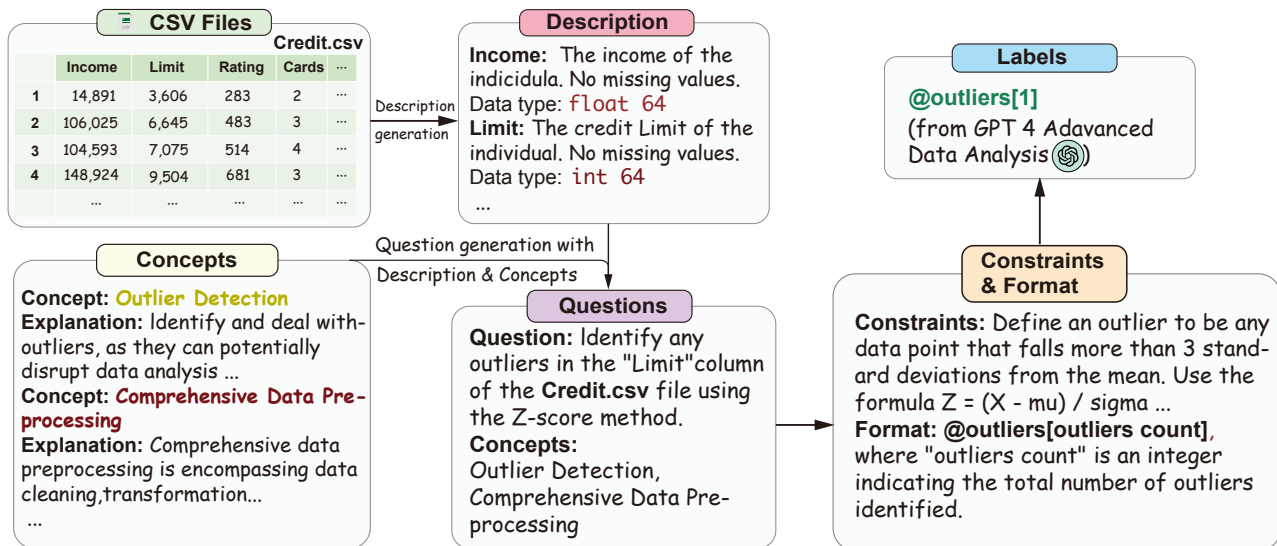 CSV Files
Credit.csv
Income Limit Rating Cards ...
1 14,891 3,606 283 2 ...
2 106,025 6,645 483 3 ...
3 104,593 7,075 514 4 ...
4 148,924 9,504 681 3 ...
... ... ... ... ...
Description
generation
Description
Income: The income of the
indicidula. No missing values.
Data type: float 64
Limit: The credit Limit of the
individual. No missing values.
Data type: int 64
...
Labels
@outliers[1]
(from GPT 4 Adavanced
Data Analysis )
Concepts
Concept: Outlier Detection
Explanation: Identify and deal with-
outliers, as they can potentially
disrupt data analysis ...
Concept: Comprehensive Data Pre-
processing
Explanation: Comprehensive data
preprocessing is encompassing data
cleaning,transformation...
...
Question generation with
Description & Concepts
Questions
Question: Identify any
outliers in the "Limit"column
of the Credit.csv file using
the Z-score method.
Concepts:
Outlier Detection,
Comprehensive Data Pre-
processing
Constraints
& Format
Constraints: Define an outlier to be any
data point that falls more than 3 stand-
ard deviations from the mean. Use the
formula Z = (X - mu) / sigma ...
Format: @outliers[outliers count],
where "outliers count" is an integer
indicating the total number of outliers
identified.